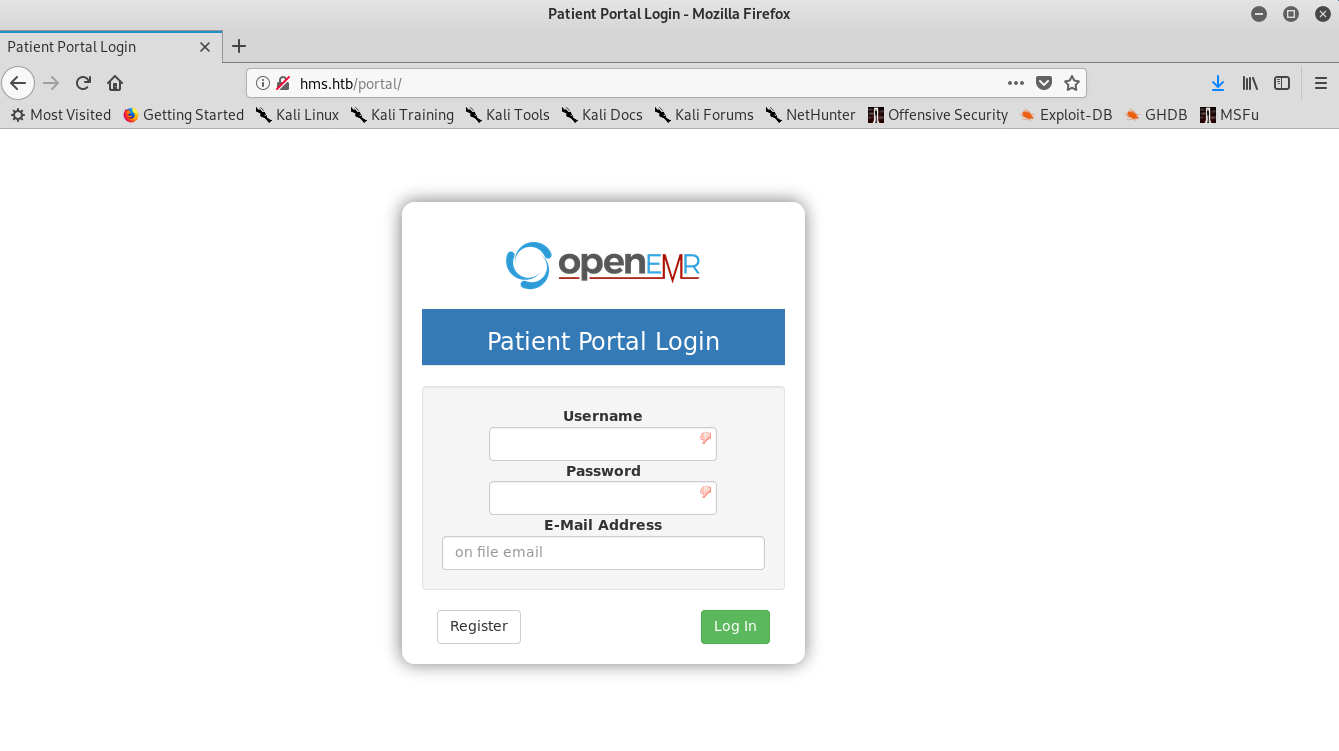 Patient Portal Login - Mozilla Firefox
Patient Portal Login
hms.htb/portal/
Most Visited Getting Started Kali Linux Kali Training Kali Tools Kali Docs Kali Forums NetHunter Offensive Security Exploit-DB GHDB MSFu
openEMR
Patient Portal Login
Username
Password
E-Mail Address
on file email
Register Log In